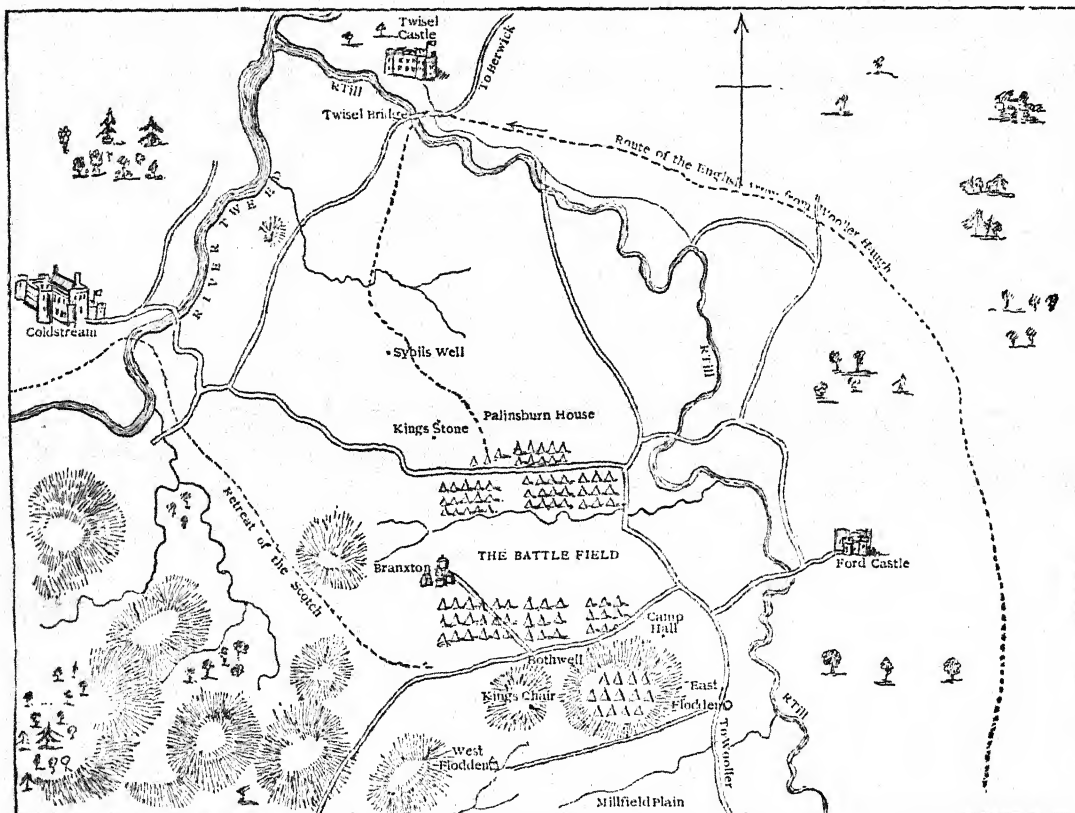 Twisel
Castle
To Berwick
R Till
Twisel Bridge
Route of the English Army from Wooller Haugh
RIVER TWEED
Coldstream
Sybils Well
R Till
Kings Stone
Palinsburn House
Retreat of the Scotch
THE BATTLE FIELD
Branxton
Ford Castle
Camp
Hall
Bothwell
Kings Chair
East
Flodden
West
Flodden
To Wooller
R Till
Millfield Plain